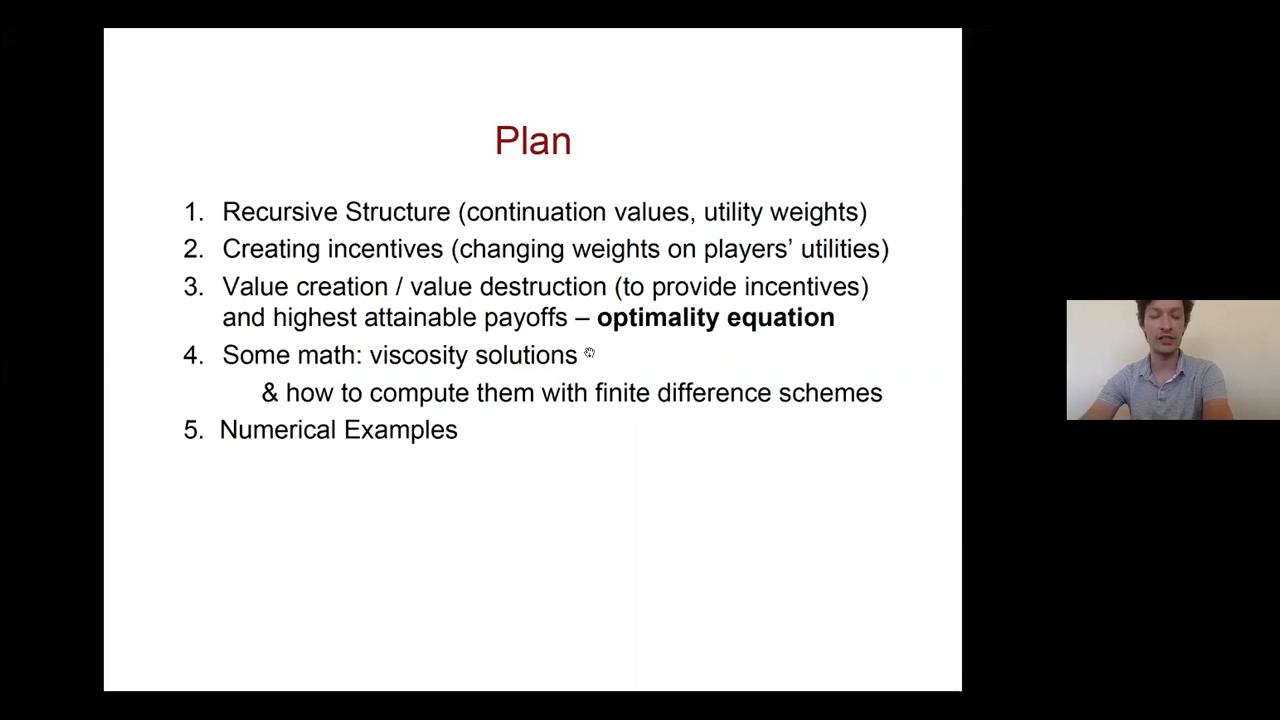 Plan
1. Recursive Structure (continuation values, utility weights)
2. Creating incentives (changing weights on players’ utilities)
3. Value creation / value destruction (to provide incentives)
and highest attainable payoffs – optimality equation
4. Some math: viscosity solutions
& how to compute them with finite difference schemes
5. Numerical Examples